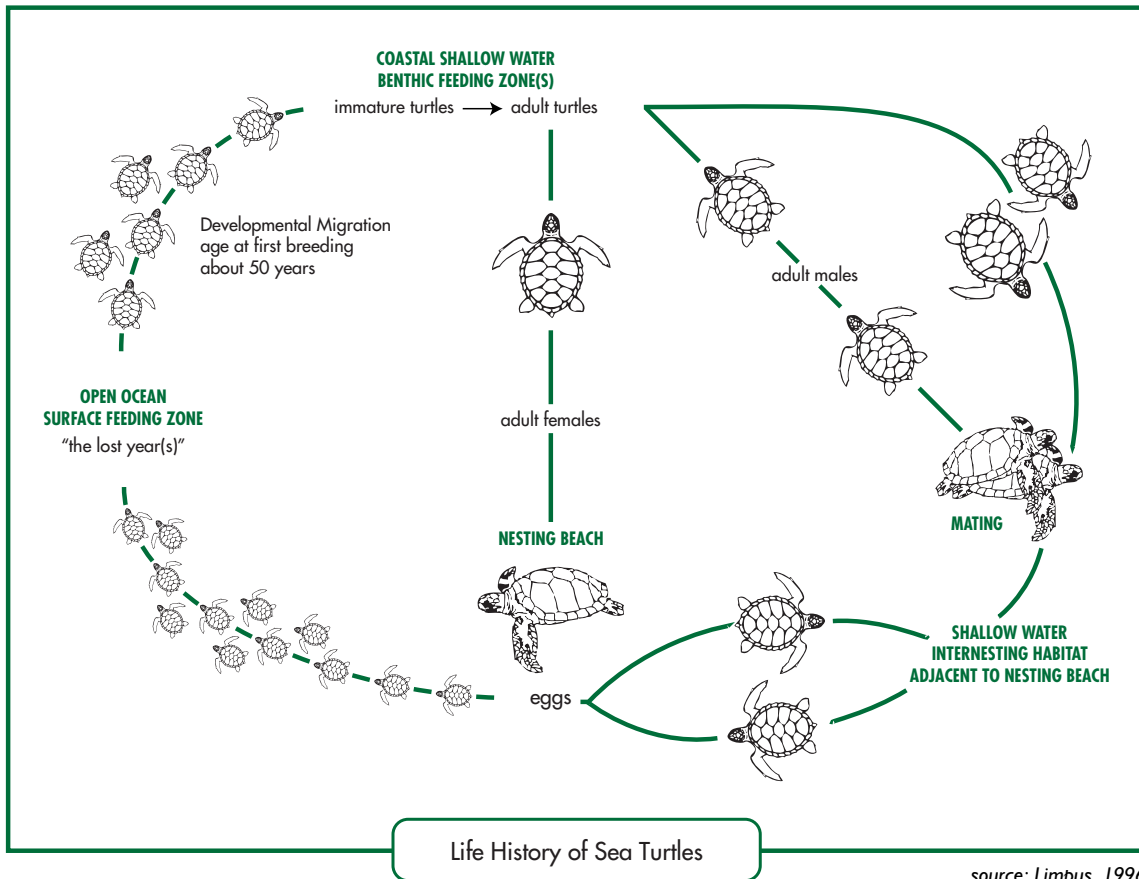 COASTAL SHALLOW WATER
BENTHIC FEEDING ZONE(S)
immature turtles → adult turtles
Developmental Migration
age at first breeding
about 50 years
adult males
OPEN OCEAN
SURFACE FEEDING ZONE
"the lost year(s)"
adult females
MATING
NESTING BEACH
SHALLOW WATER
INTERNESTING HABITAT
ADJACENT TO NESTING BEACH
eggs
Life History of Sea Turtles
source: Limpus, 1996